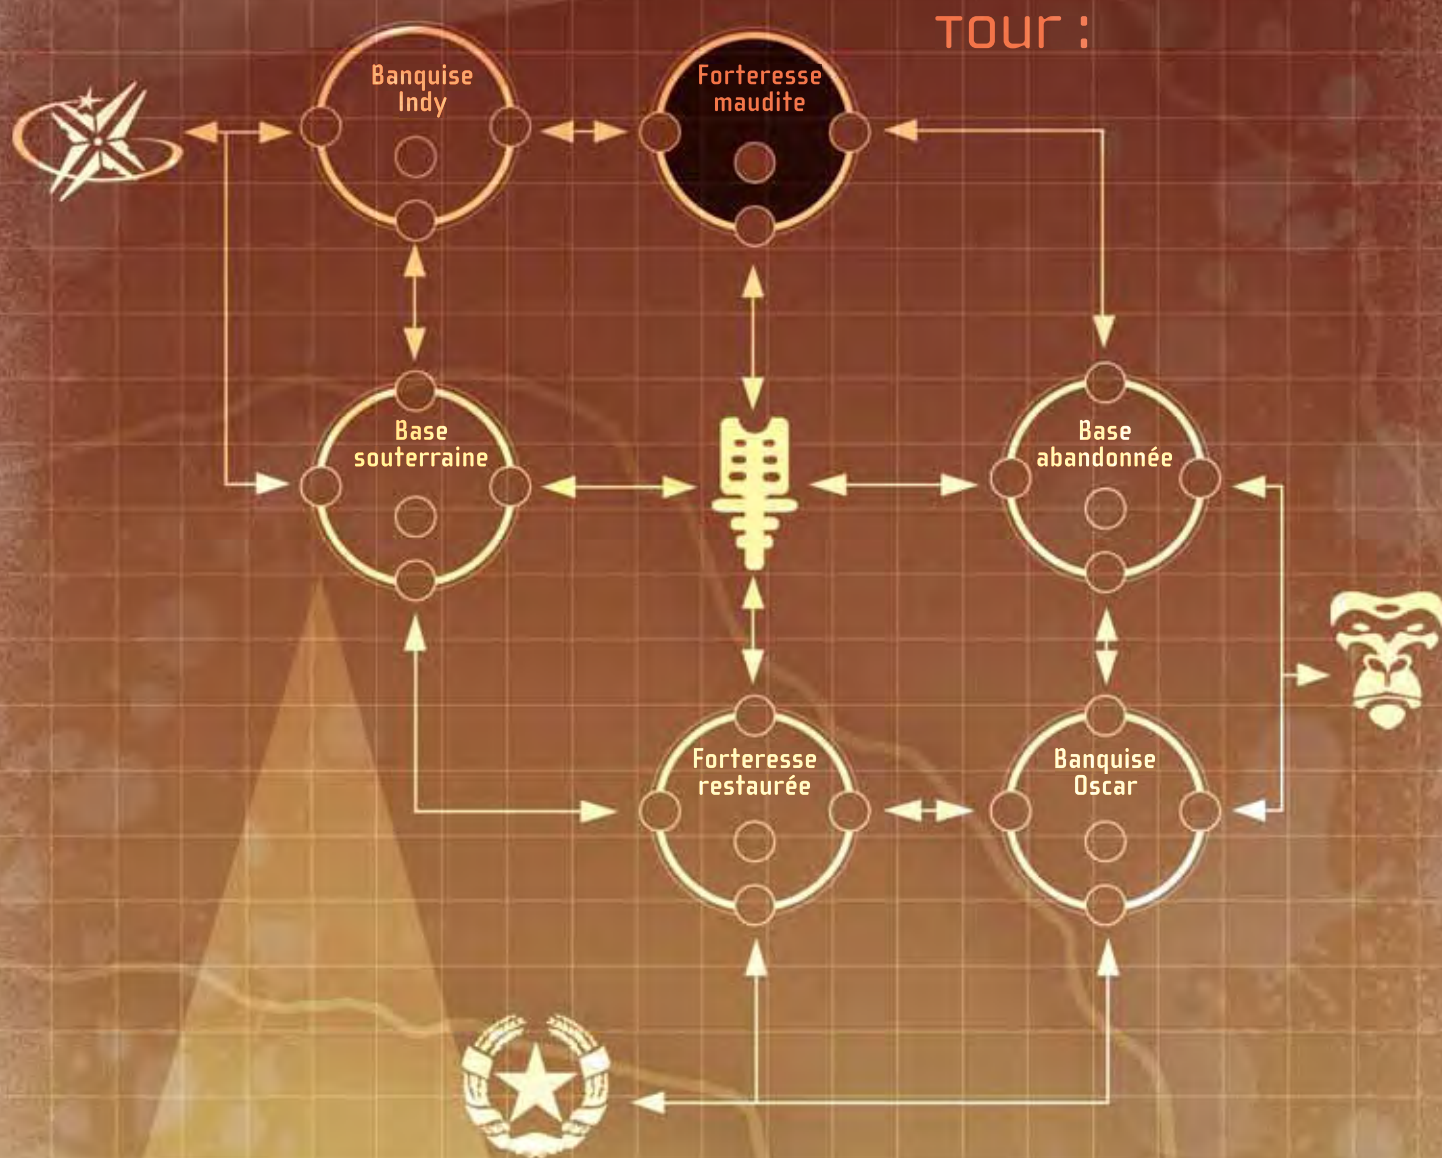 Tour :
Banquise
Indy
Forteresse
maudite
Base
souterraine
Base
abandonnée
Forteresse
restaurée
Banquise
Oscar